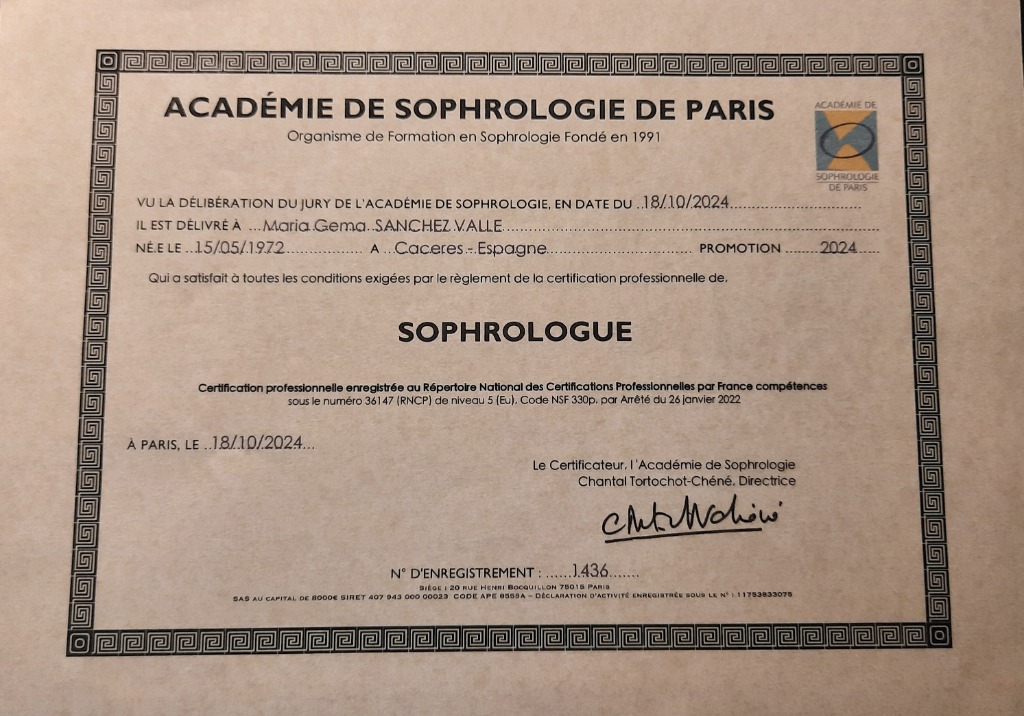 ACADÉMIE DE SOPHROLOGIE DE PARIS
Organisme de Formation en Sophrologie Fondé en 1991
ACADÉMIE DE
SOPHROLOGIE
DE PARIS
VU LA DÉLIBÉRATION DU JURY DE L'ACADÉMIE DE SOPHROLOGIE, EN DATE DU ..18/10/2024
IL EST DÉLIVRÉ À ...Maria Gema SANCHEZ VALLE
NÉ.E LE ..15/05/1972 A ..Caceres - Espagne PROMOTION ........2024
Qui a satisfait à toutes les conditions exigées par le règlement de la certification professionnelle de.
SOPHROLOGUE
Certification professionnelle enregistrée au Répertoire National des Certifications Professionnelles par France compétences
sous le numéro 36147 (RNCP) de niveau 5 (Eu), Code NSF 330p, par Arrêté du 26 janvier 2022
À PARIS, LE ..18/10/2024...
Le Certificateur, l'Académie de Sophrologie
Chantal Tortochot-Chéné, Directrice
N° D'ENREGISTREMENT : ......1436.......
SIÈGE : 20 RUE HENRI BOCQUILLON 75015 PARIS
SAS AU CAPITAL DE 8000€ SIRET 407 943 000 00023 CODE APE 8559A – DÉCLARATION D'ACTIVITÉ ENREGISTRÉE SOUS LE N° : 11753833075